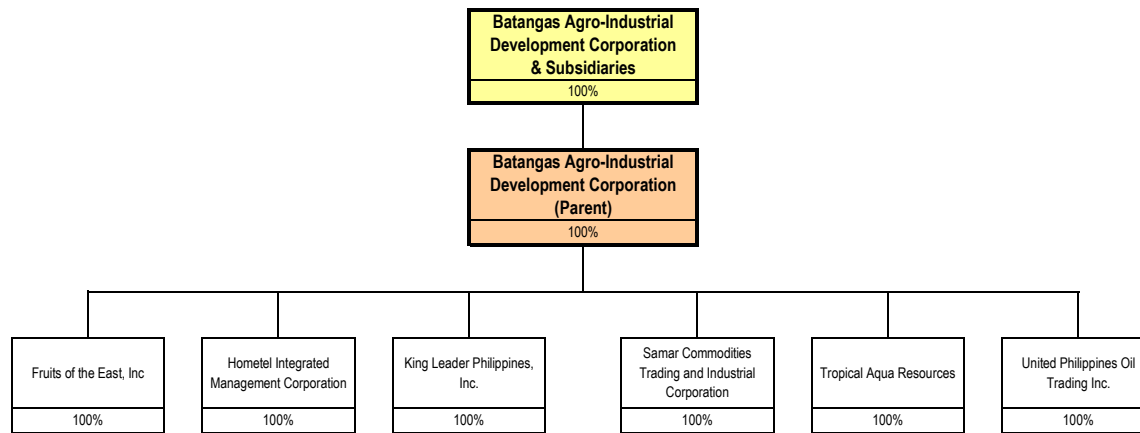 Batangas Agro-Industrial
Development Corporation
& Subsidiaries
100%
Batangas Agro-Industrial
Development Corporation
(Parent)
100%
Fruits of the East, Inc
100%
Hometel Integrated
Management Corporation
100%
King Leader Philippines,
Inc.
100%
Samar Commodities
Trading and Industrial
Corporation
100%
Tropical Aqua Resources
100%
United Philippines Oil
Trading Inc.
100%